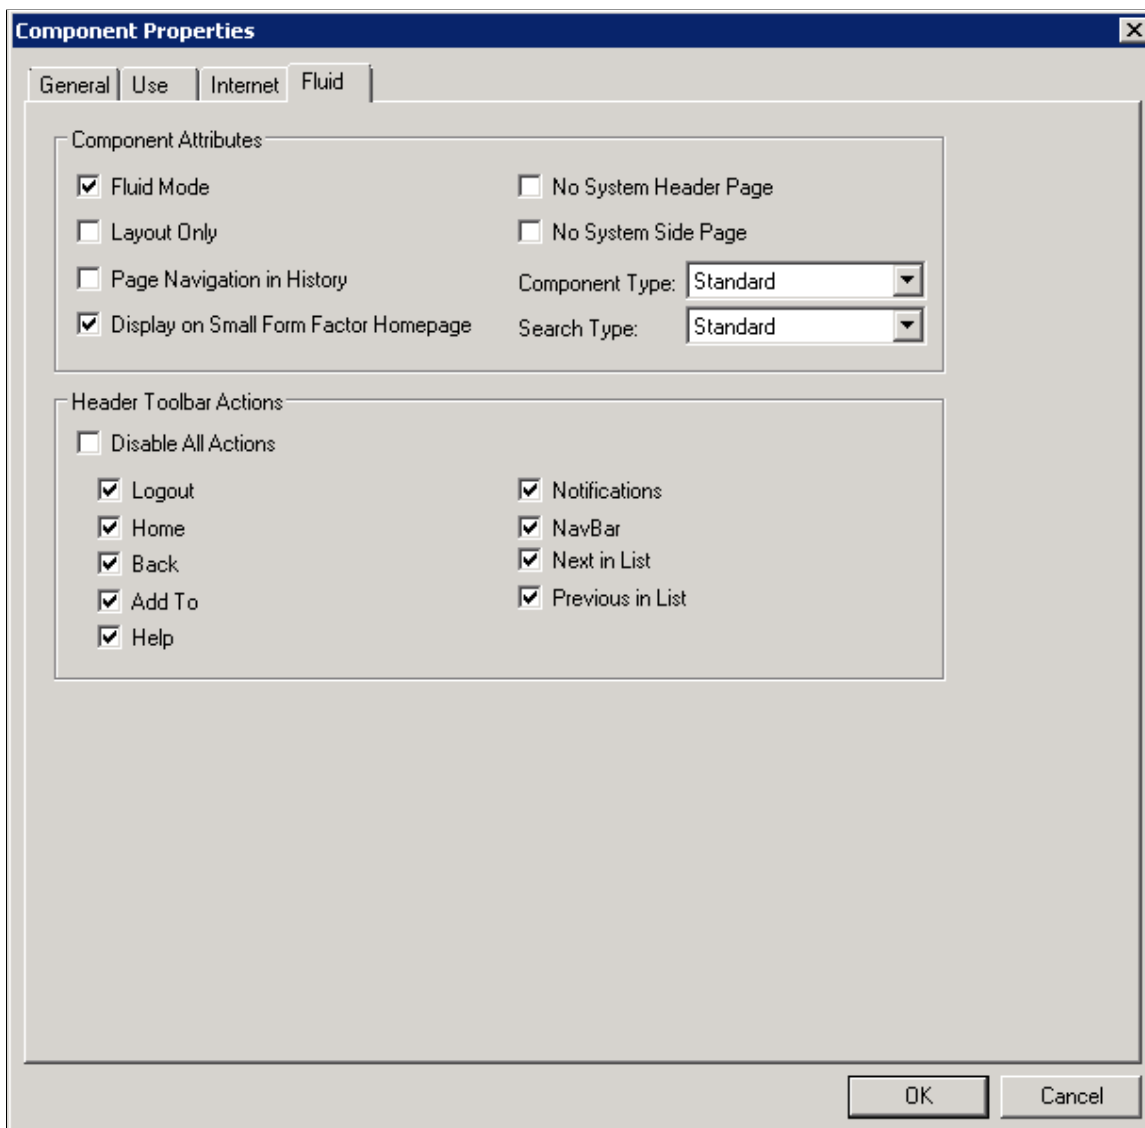 Component Properties
General Use Internet Fluid
Component Attributes
Fluid Mode
No System Header Page
Layout Only
No System Side Page
Page Navigation in History
Component Type: Standard
Display on Small Form Factor Homepage
Search Type: Standard
Header Toolbar Actions
Disable All Actions
Logout
Notifications
Home
NavBar
Back
Next in List
Add To
Previous in List
Help
OK Cancel